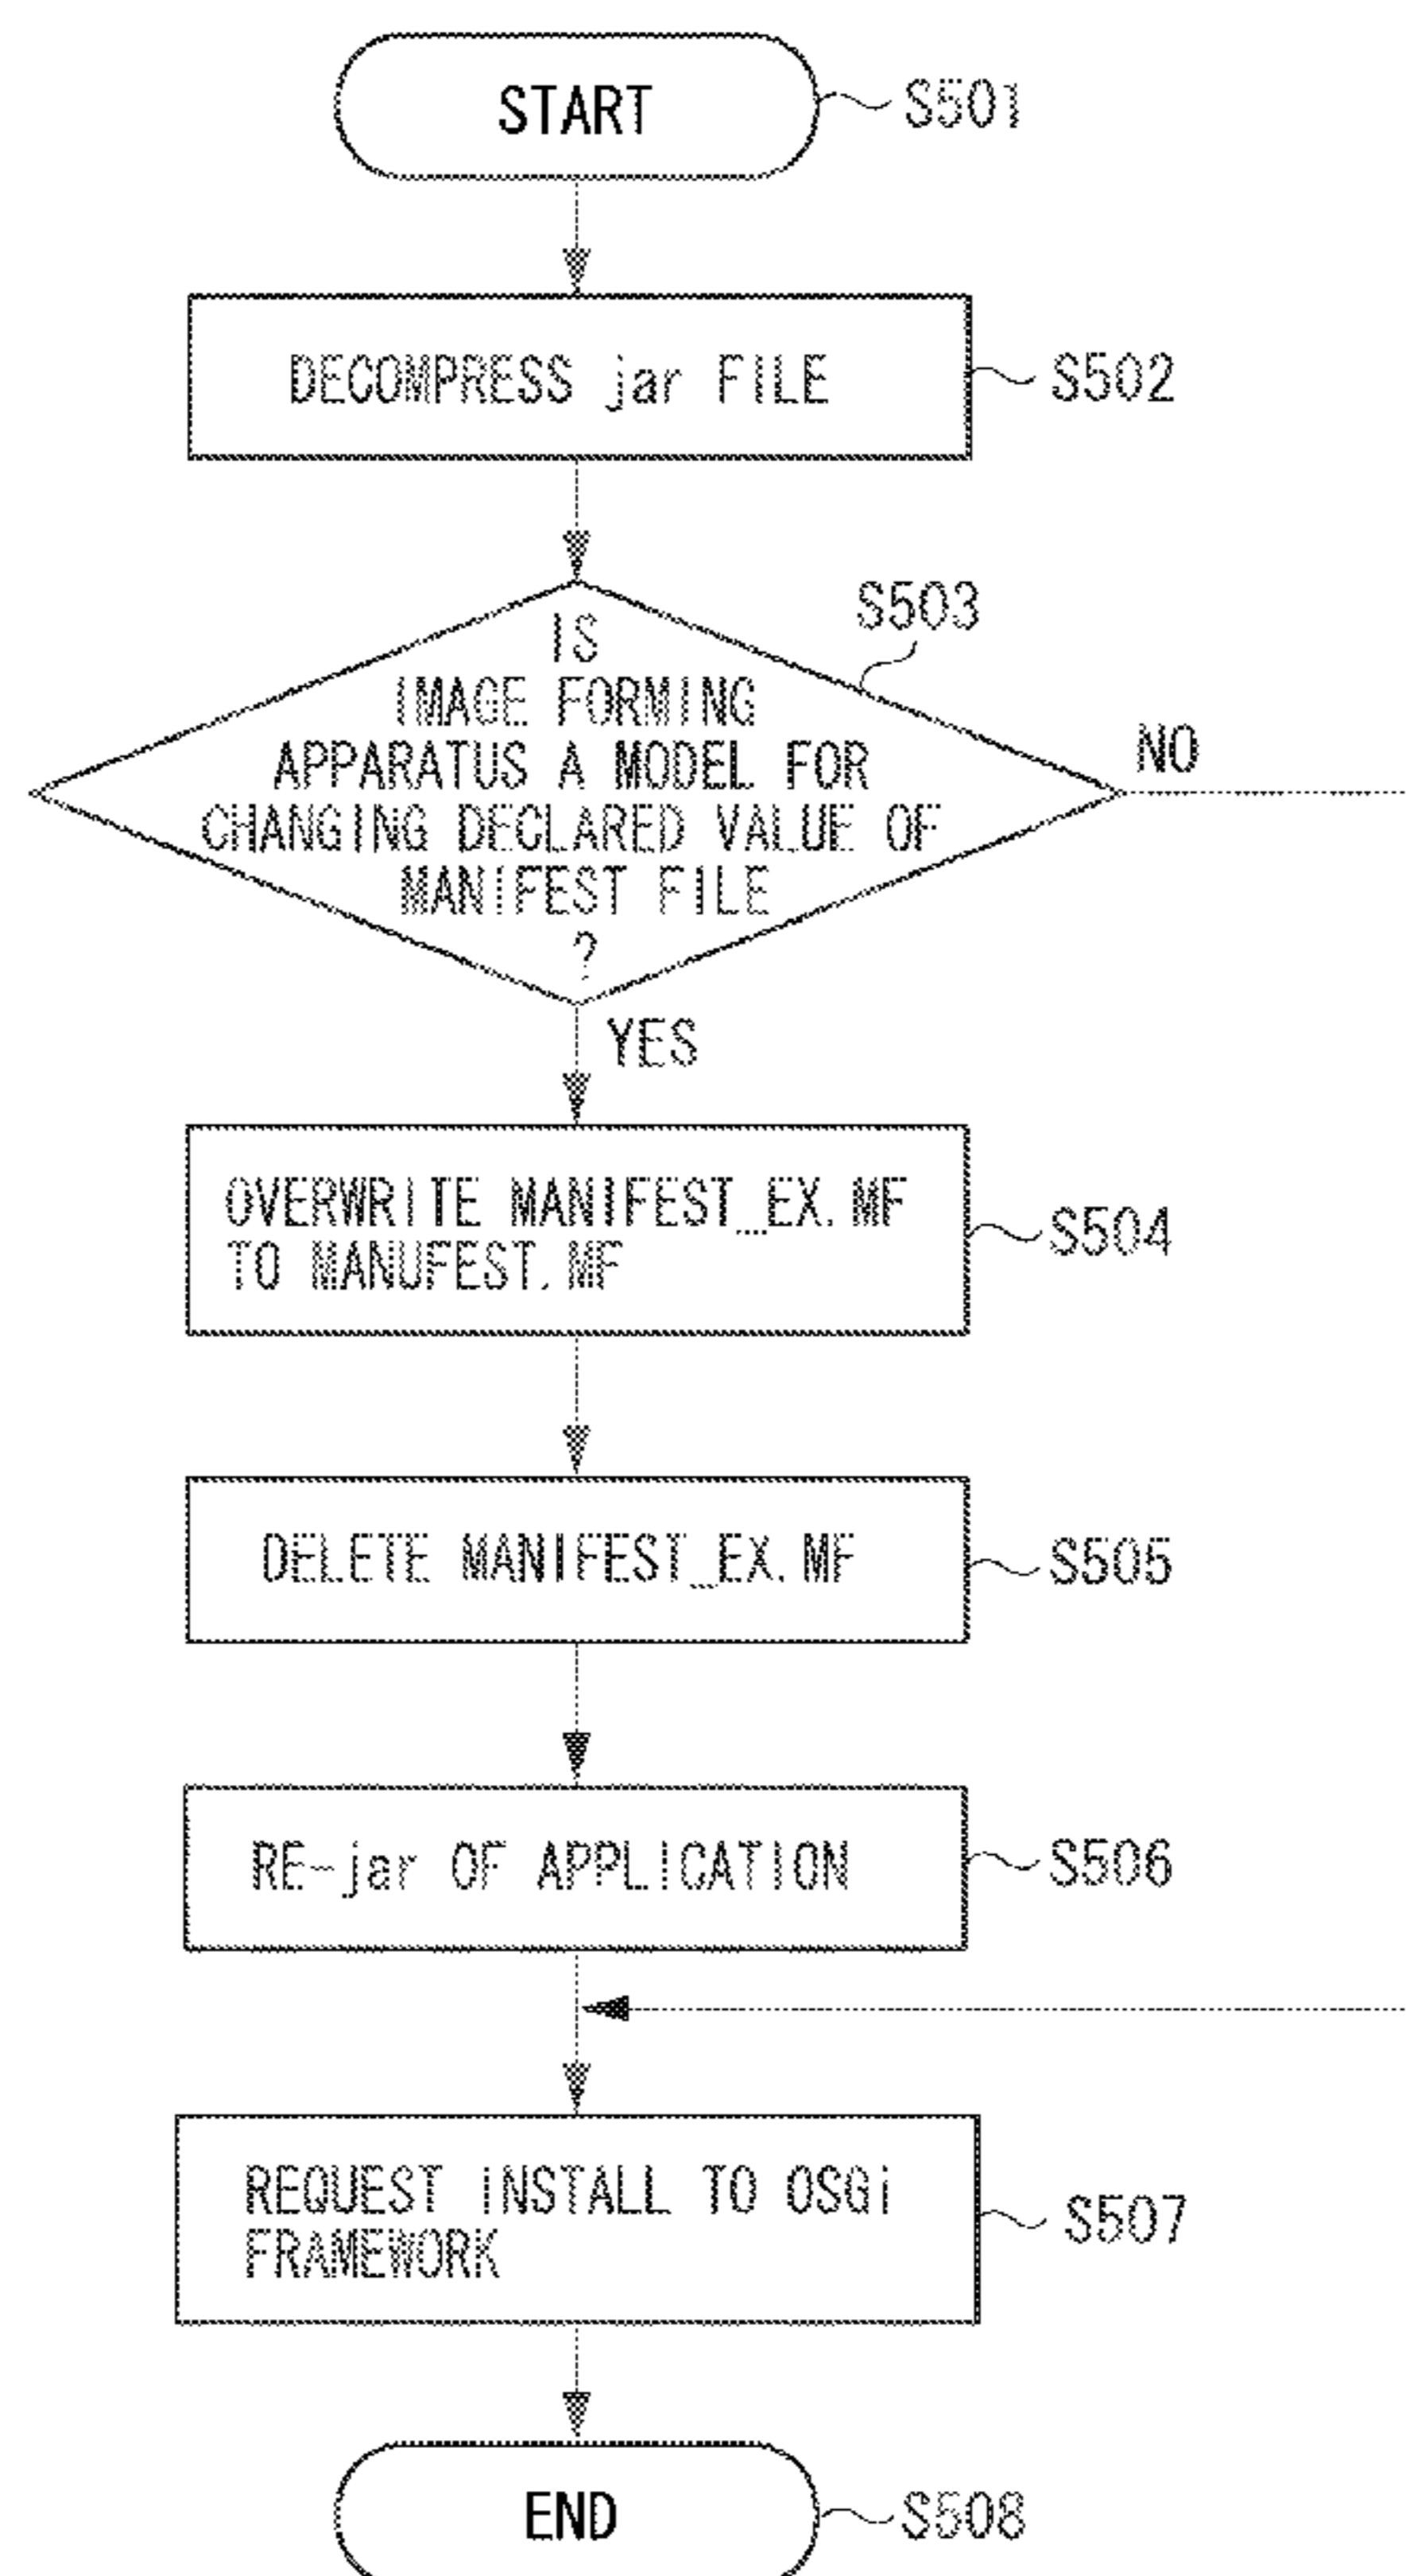 START
S501
DECOMPRESS jar FILE
S502
S503
IS
IMAGE FORMING
APPARATUS A MODEL FOR
CHANGING DECLARED VALUE OF
MANIFEST FILE
?
NO
YES
OVERWRITE MANIFEST_EX.MF
TO MANUFEST.MF
S504
DELETE MANIFEST_EX.MF
S505
RE-jar OF APPLICATION
S506
REQUEST INSTALL TO OSGi
FRAMEWORK
S507
END
S508